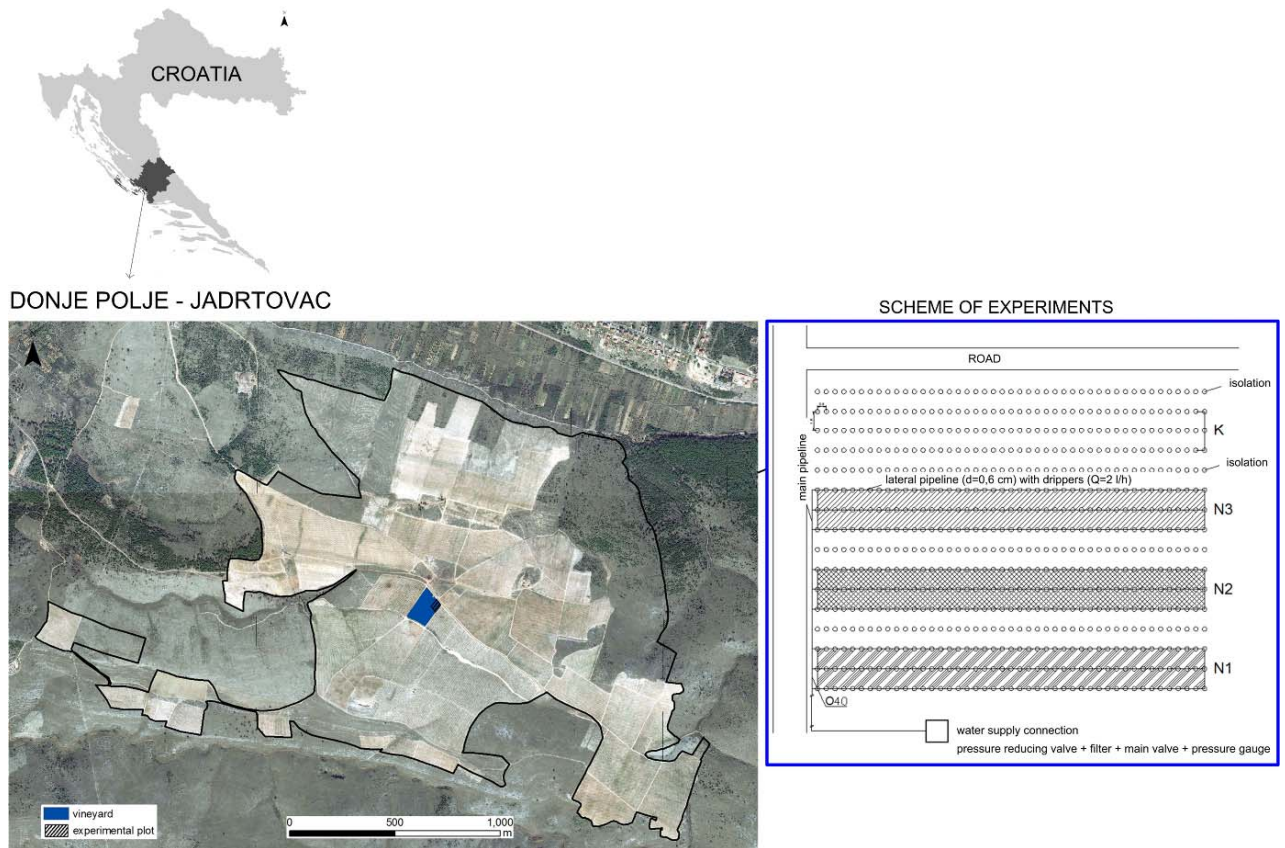 CROATIA
DONJE POLJE - JADRTOVAC
vineyard
experimental plot
0 500 1,000
m
SCHEME OF EXPERIMENTS
ROAD
isolation
K
isolation
main pipeline
lateral pipeline (d=0,6 cm) with drippers (Q=2 l/h)
N3
N2
N1
O40
water supply connection
pressure reducing valve + filter + main valve + pressure gauge